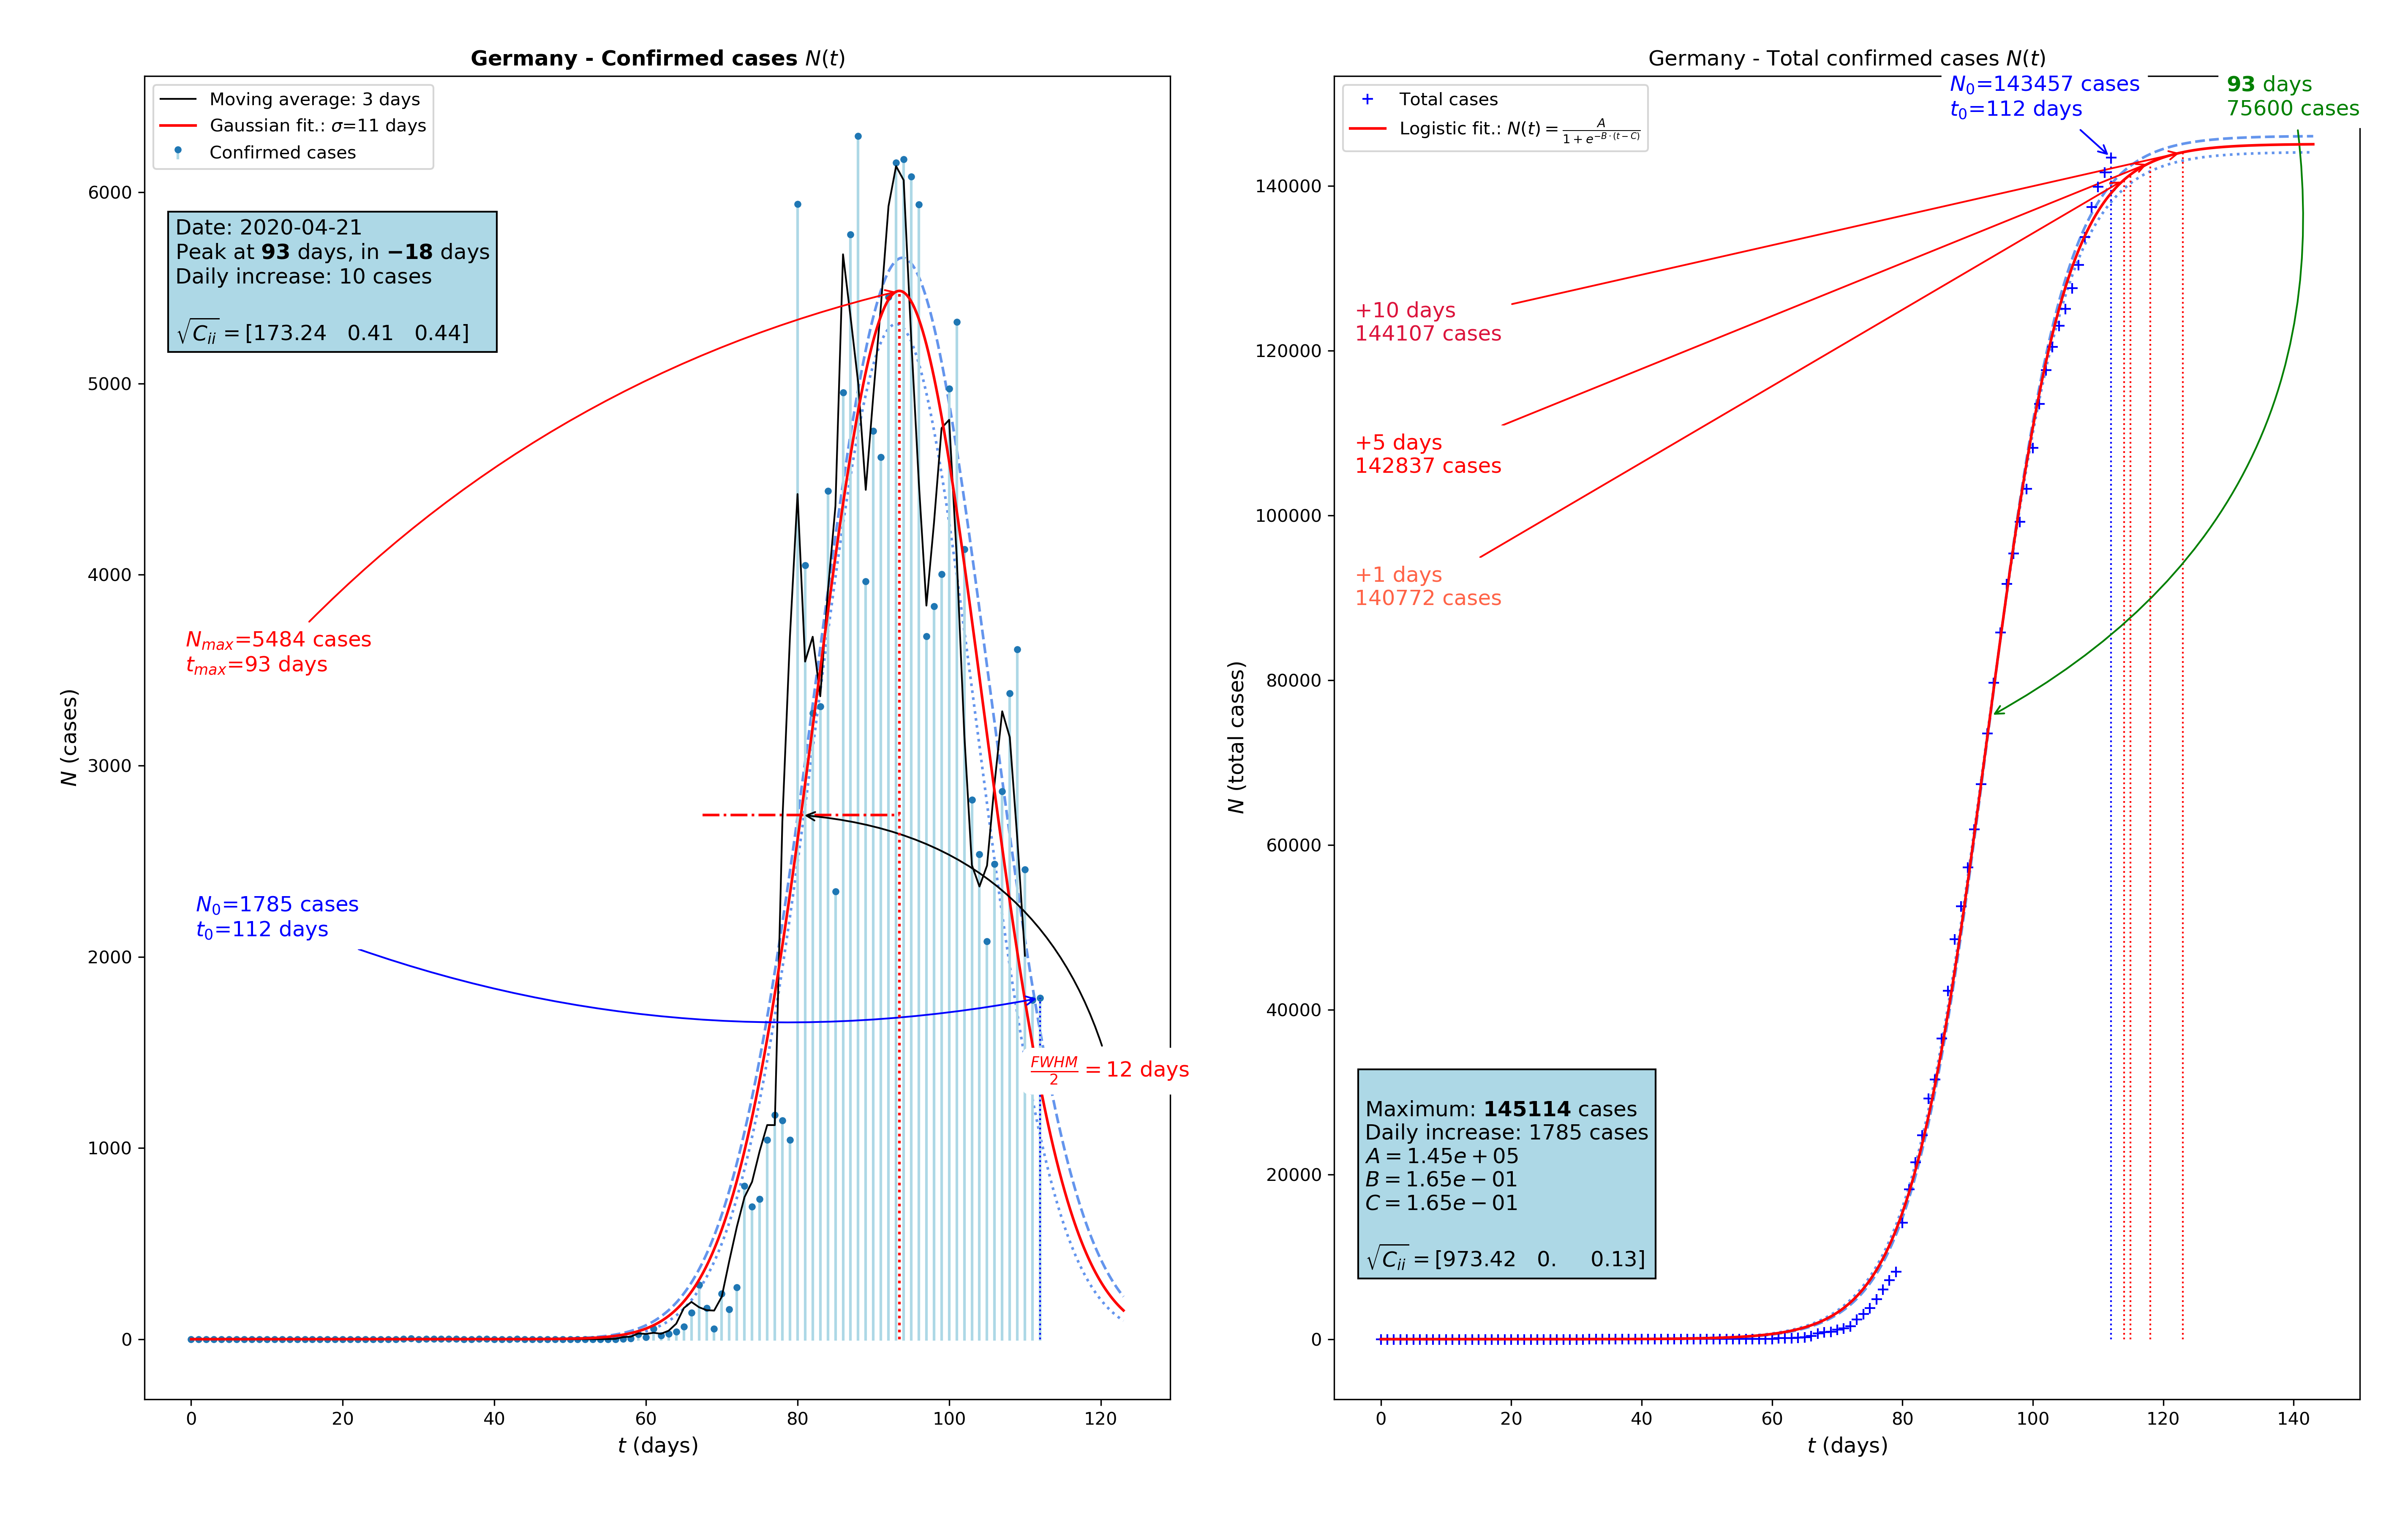 Germany - Confirmed cases N(t)
Moving average: 3 days
Gaussian fit.: σ=11 days
Confirmed cases
Date: 2020-04-21
Peak at 93 days, in −18 days
Daily increase: 10 cases
√C_ii = [173.24 0.41 0.44]
N_max=5484 cases
t_max=93 days
N_0=1785 cases
t_0=112 days
FWHM/2 = 12 days
N (cases)
6000
5000
4000
3000
2000
1000
0
0 20 40 60 80 100 120
t (days)
Germany - Total confirmed cases N(t)
Total cases
Logistic fit.: N(t) = A/(1 + e^{−B·(t−C)})
N_0=143457 cases
t_0=112 days
93 days
75600 cases
+10 days
144107 cases
+5 days
142837 cases
+1 days
140772 cases
Maximum: 145114 cases
Daily increase: 1785 cases
A = 1.45e + 05
B = 1.65e − 01
C = 1.65e − 01
√C_ii = [973.42 0. 0.13]
N (total cases)
140000
120000
100000
80000
60000
40000
20000
0
0 20 40 60 80 100 120 140
t (days)